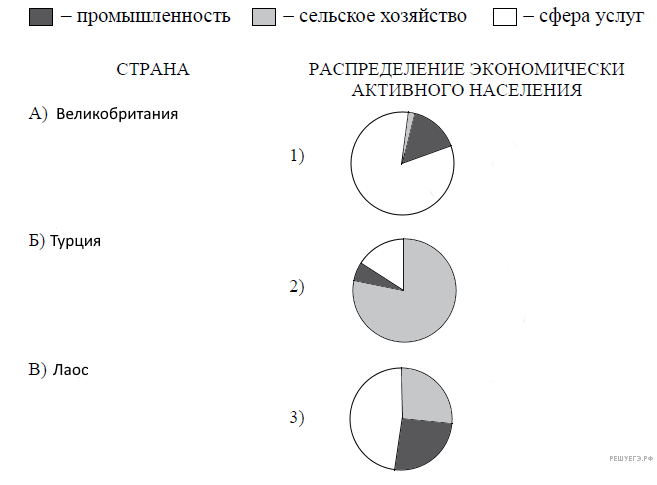 – промышленность – сельское хозяйство – сфера услуг
СТРАНА
РАСПРЕДЕЛЕНИЕ ЭКОНОМИЧЕСКИ
АКТИВНОГО НАСЕЛЕНИЯ
А) Великобритания
1)
Б) Турция
2)
В) Лаос
3)
РЕШУЕГЭ.РФ